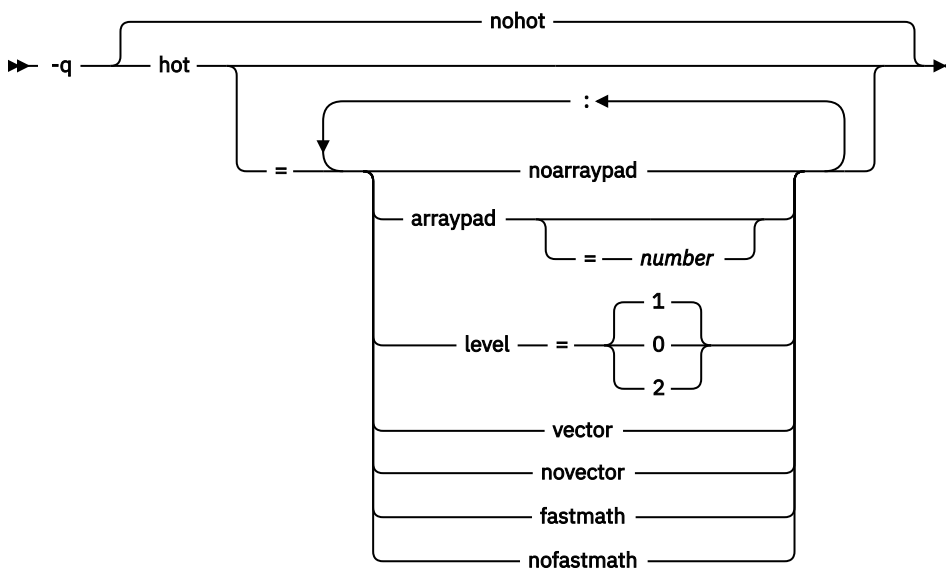 nohot
-q hot
:
= noarraypad
arraypad
= number
1
level = 0
2
vector
novector
fastmath
nofastmath